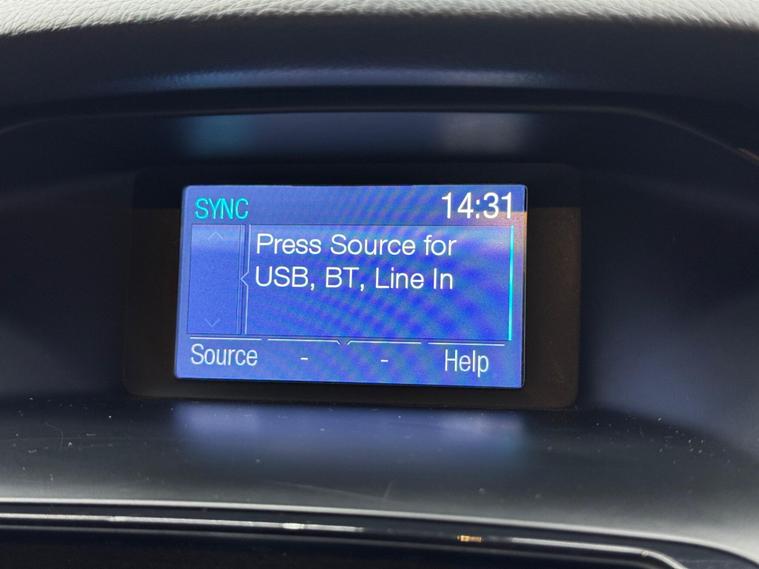 SYNC 14:31
Press Source for
USB, BT, Line In
Source - - Help